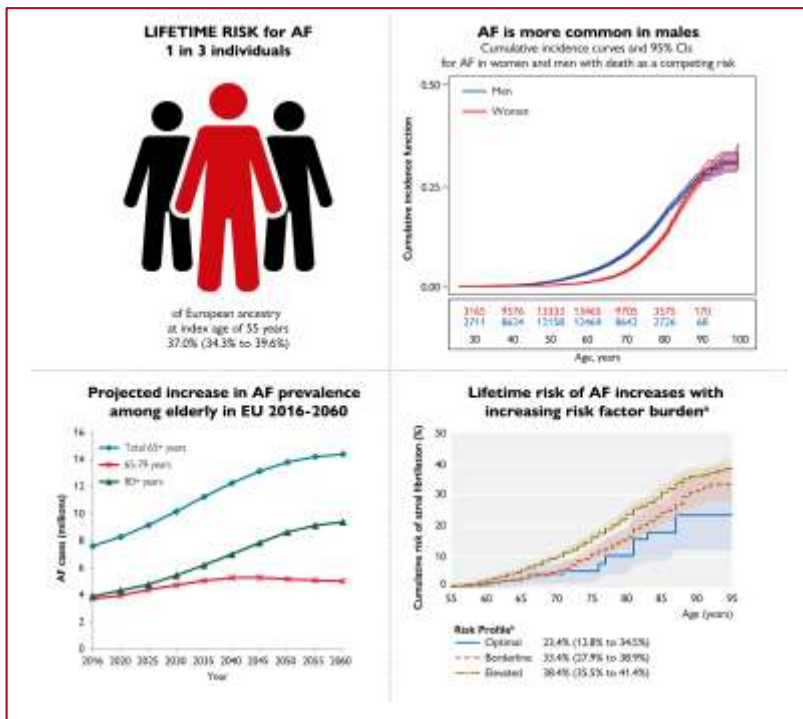 LIFETIME RISK for AF
1 in 3 individuals
of European ancestry
at index age of 55 years
37.0% (34.3% to 39.6%)
AF is more common in males
Cumulative incidence curves and 95% CIs
for AF in women and men with death as a competing risk
Cumulative incidence function
0.50
0.25
0.00
Men
Women
3165 9576 13333 9705 3575 170
2711 8624 12158 12469 8642 2726 68
30 40 50 60 70 80 90 100
Age, years
Projected increase in AF prevalence
among elderly in EU 2016-2060
AF cases (millions)
16
14
12
10
8
6
4
2
0
Total 65+ years
65-79 years
80+ years
2016 2020 2025 2030 2035 2040 2045 2050 2055 2060
Year
Lifetime risk of AF increases with
increasing risk factor burdenª
Cumulative risk of atrial fibrillation (%)
50
40
30
20
10
0
55 60 65 70 75 80 85 90 95
Age (years)
Risk Profileᵇ
Optimal 23.4% (12.8% to 34.5%)
Borderline 33.4% (27.9% to 38.9%)
Elevated 38.4% (35.5% to 41.4%)